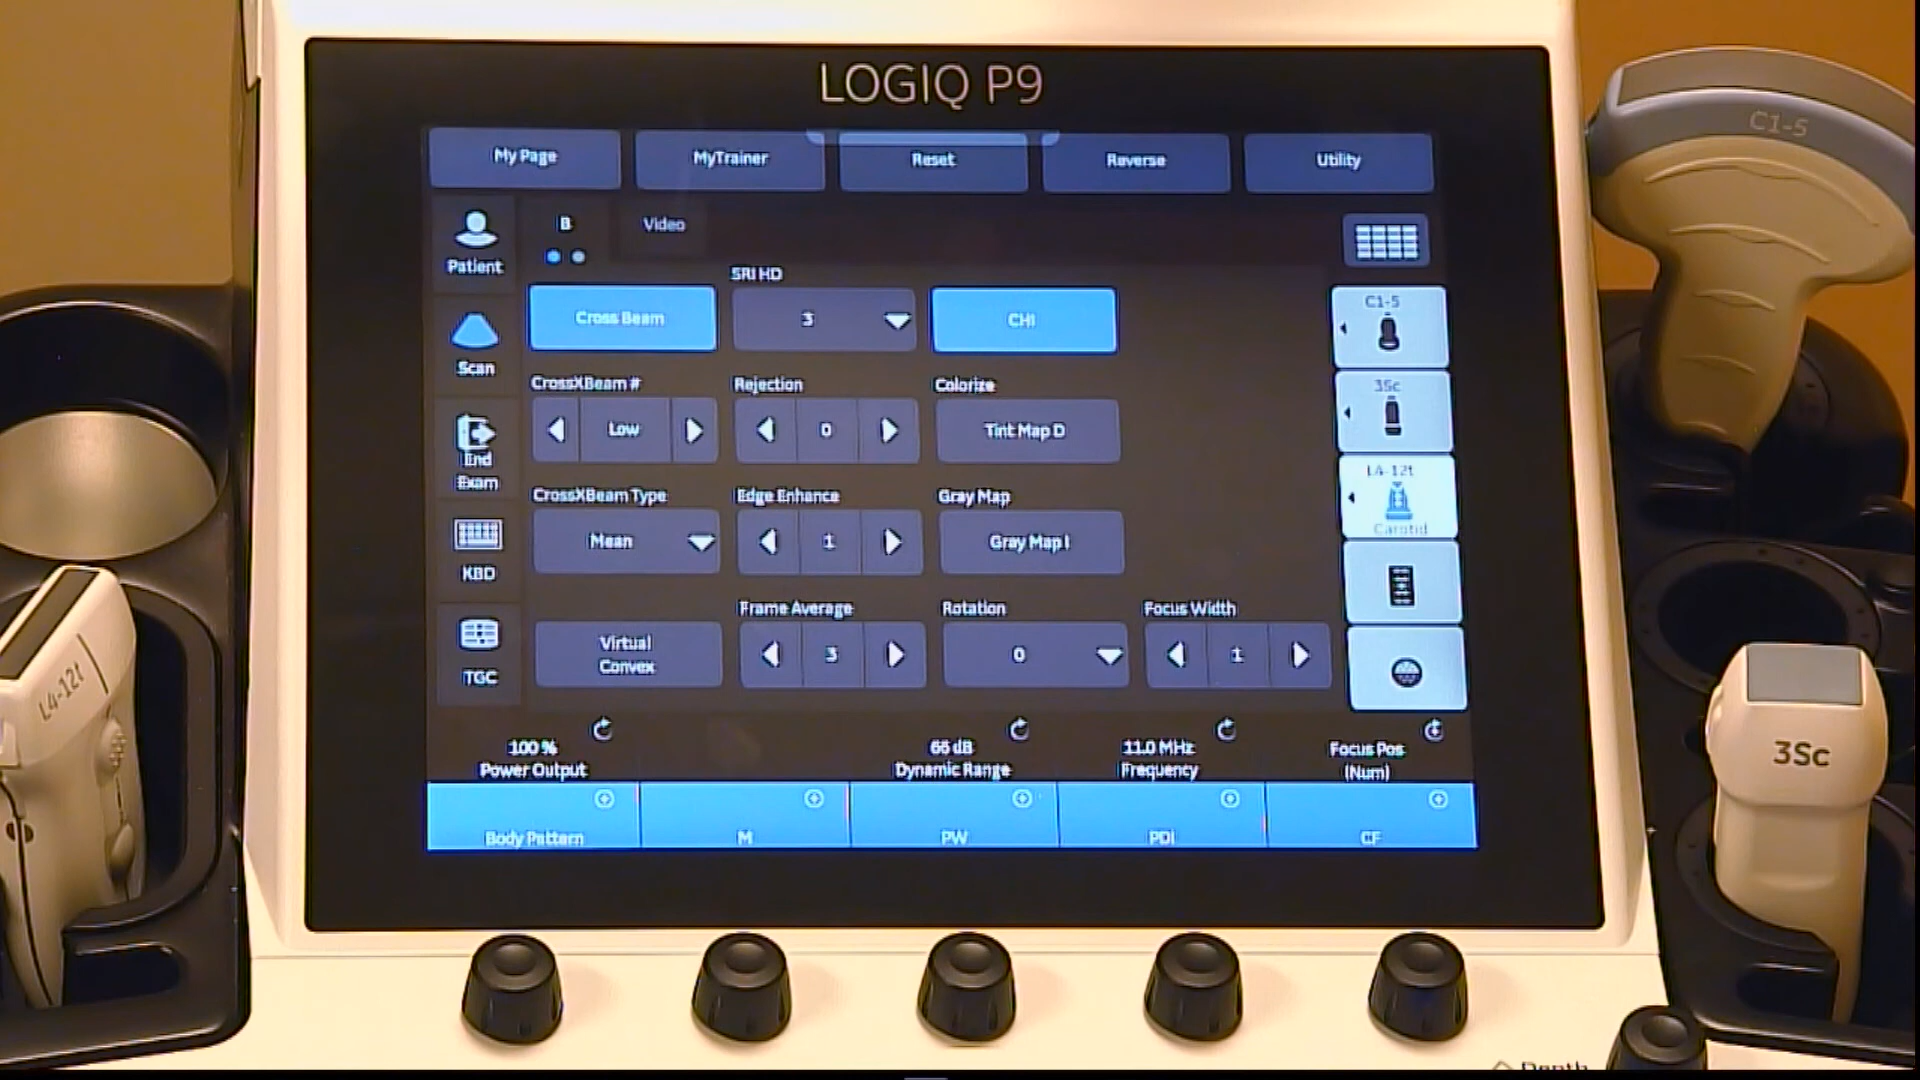 LOGIQ P9
C1-5
My Page
MyTrainer
Reset
Reverse
Utility
Patient
B
Video
SRI HD
Cross Beam
3
CHI
C1-5
Scan
CrossXBeam #
Rejection
Colorize
3Sc
Low
0
Tint Map D
End
Exam
CrossXBeam Type
Edge Enhance
Gray Map
L4-12t
Carotid
Mean
1
Gray Map I
KBD
Frame Average
Rotation
Focus Width
Virtual
Convex
3
0
1
TGC
L4-12t
3Sc
100 %
Power Output
66 dB
Dynamic Range
11.0 MHz
Frequency
Focus Pos
(Num)
Body Pattern
M
PW
PDI
CF
Depth